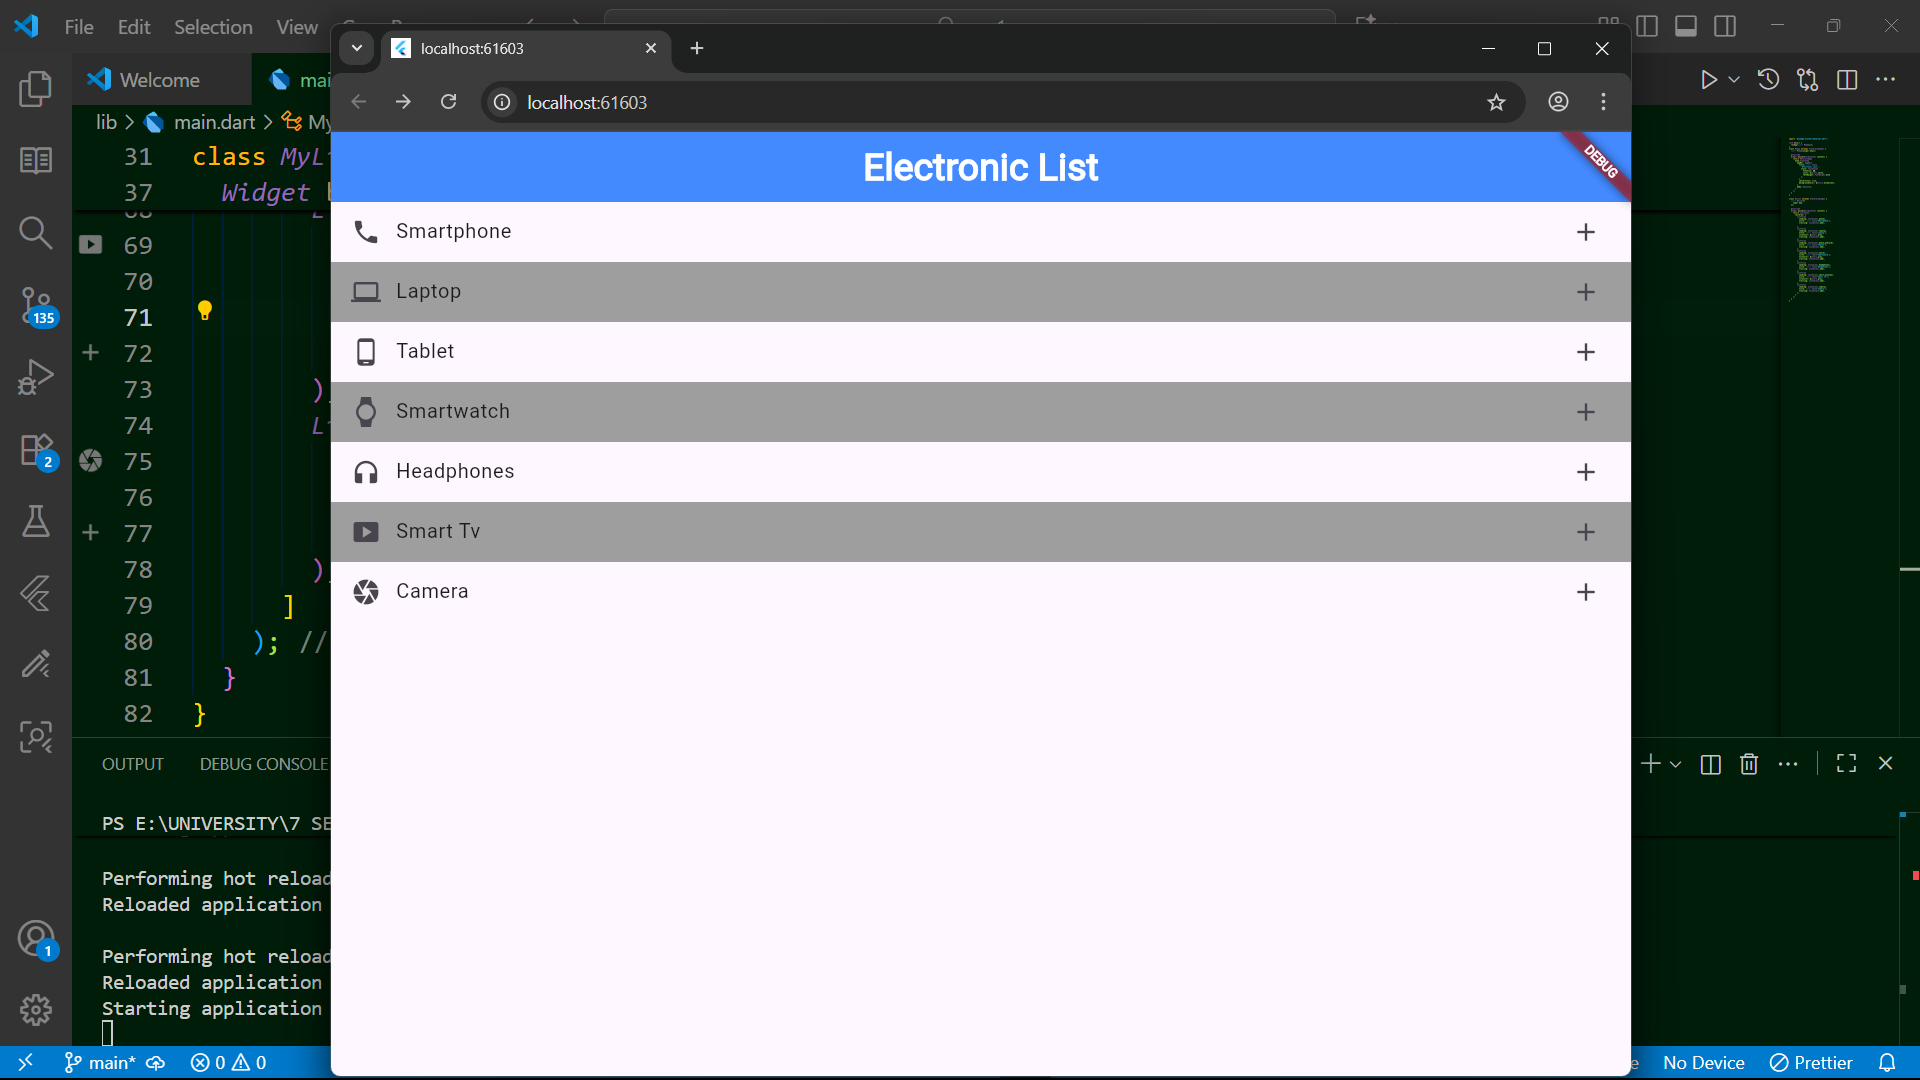 File Edit Selection View
localhost:61603
Welcome
localhost:61603
lib > main.dart >
Electronic List
DEBUG
31 class MyL
37 Widget
Smartphone
69
Laptop
70
71
Tablet
72
73 )
Smartwatch
74
75
Headphones
76
77
Smart Tv
78 )
Camera
79 ]
80 ); //
81 }
82 }
135
2
1
OUTPUT DEBUG CONSOLE
PS E:\UNIVERSITY\7 SE
Performing hot reload
Reloaded application
Performing hot reload
Reloaded application
Starting application
main* 0 0 No Device Prettier